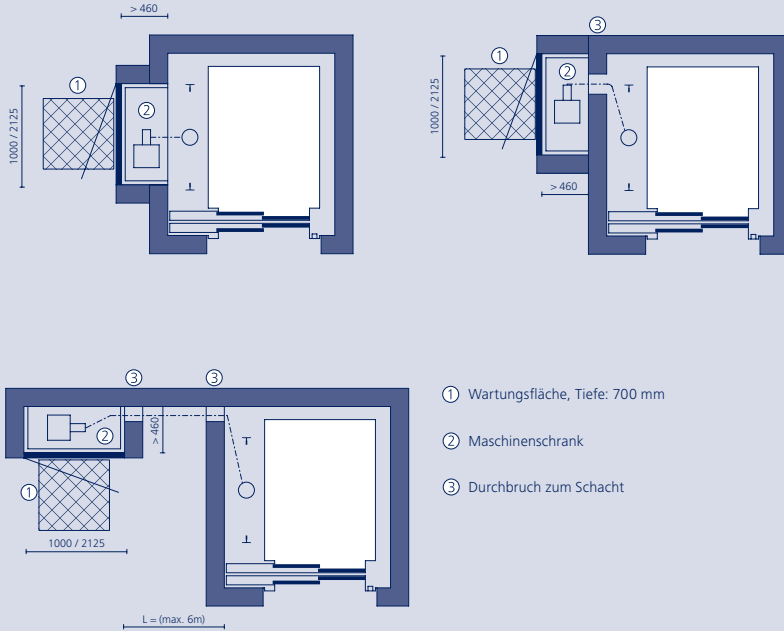 > 460
1
2
1000 / 2125
3
1
2
1000 / 2125
> 460
3
3
2
> 460
1
1000 / 2125
L = (max. 6m)
1 Wartungsfläche, Tiefe: 700 mm
2 Maschinenschrank
3 Durchbruch zum Schacht